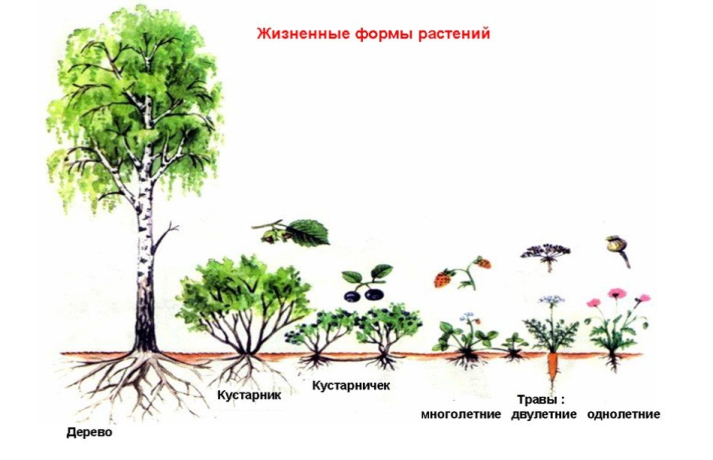 Жизненные формы растений
Кустарник
Кустарничек
Травы :
многолетние двулетние однолетние
Дерево